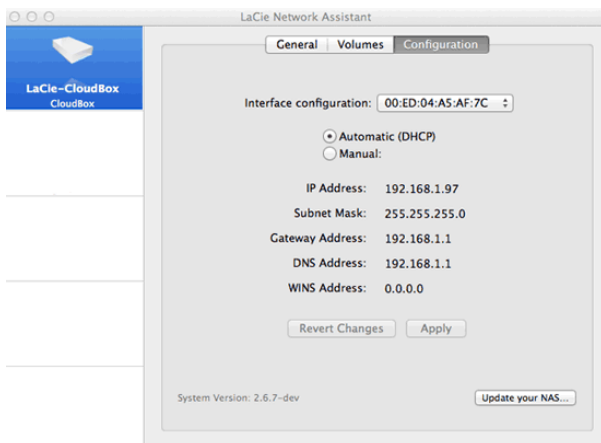 LaCie Network Assistant
LaCie-CloudBox
CloudBox
General Volumes Configuration
Interface configuration: 00:ED:04:A5:AF:7C
Automatic (DHCP)
Manual:
IP Address: 192.168.1.97
Subnet Mask: 255.255.255.0
Gateway Address: 192.168.1.1
DNS Address: 192.168.1.1
WINS Address: 0.0.0.0
Revert Changes Apply
System Version: 2.6.7-dev Update your NAS...